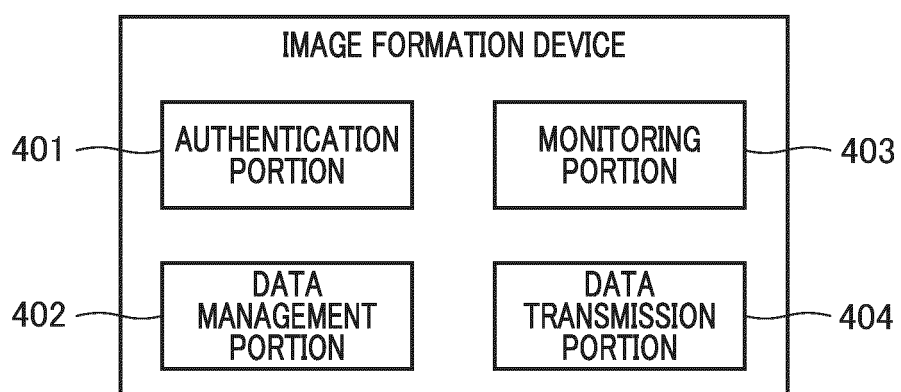 IMAGE FORMATION DEVICE
401
AUTHENTICATION
PORTION
MONITORING
PORTION
403
402
DATA
MANAGEMENT
PORTION
DATA
TRANSMISSION
PORTION
404